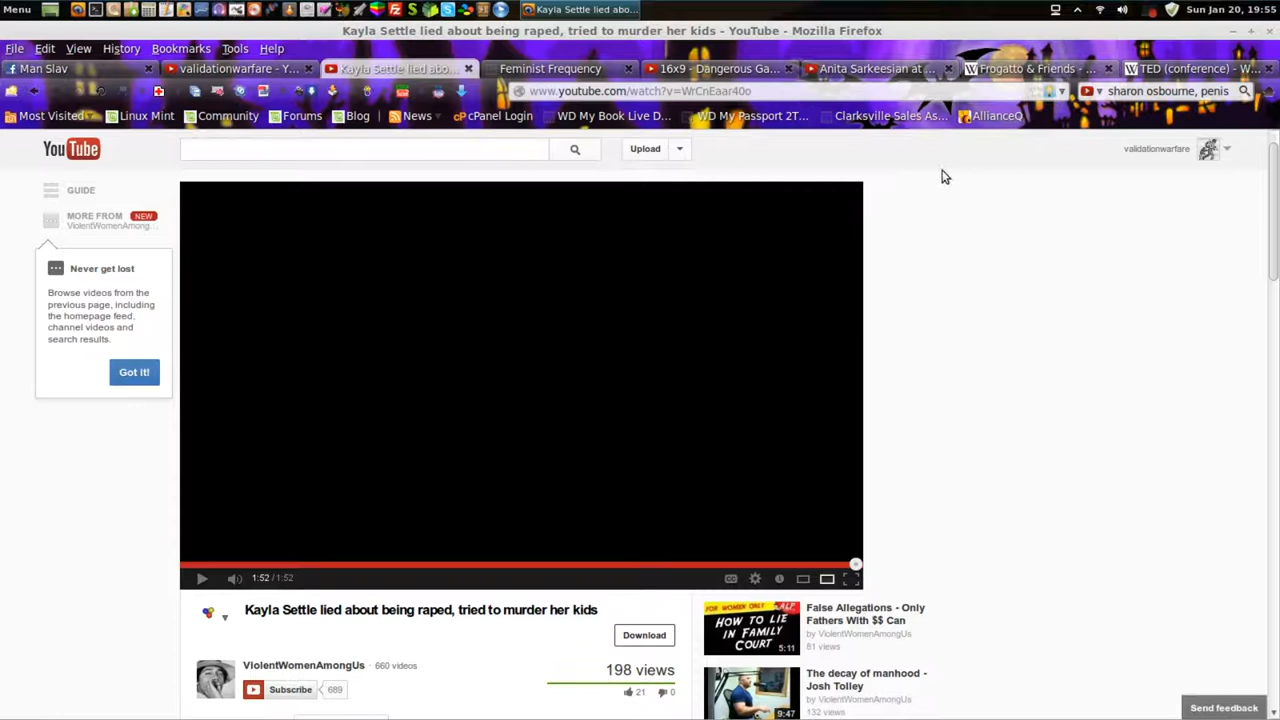 Menu
Kayla Settle lied abo...
Sun Jan 20, 19:55
Kayla Settle lied about being raped, tried to murder her kids - YouTube - Mozilla Firefox
File Edit View History Bookmarks Tools Help
Man Slav
validationwarfare - Y...
Kayla Settle lied abo...
Feminist Frequency
16x9 - Dangerous Ga...
Anita Sarkeesian at ...
Frogatto & Friends - ...
TED (conference) - W...
www.youtube.com/watch?v=WrCnEaar40o
sharon osbourne, penis
Most Visited
Linux Mint
Community
Forums
Blog
News
cPanel Login
WD My Book Live D...
WD My Passport 2T...
Clarksville Sales As...
AllianceQ
YouTube
Upload
validationwarfare
GUIDE
MORE FROM NEW
ViolentWomenAmong...
Never get lost
Browse videos from the
previous page, including
the homepage feed,
channel videos and
search results.
Got it!
1:52 / 1:52
Kayla Settle lied about being raped, tried to murder her kids
Download
ViolentWomenAmongUs · 660 videos
Subscribe 689
198 views
21 0
FOR WOMEN ONLY
HOW TO LIE
IN FAMILY
COURT
5:11
False Allegations - Only
Fathers With $$ Can
by ViolentWomenAmongUs
81 views
9:47
The decay of manhood -
Josh Tolley
by ViolentWomenAmongUs
132 views
Send feedback